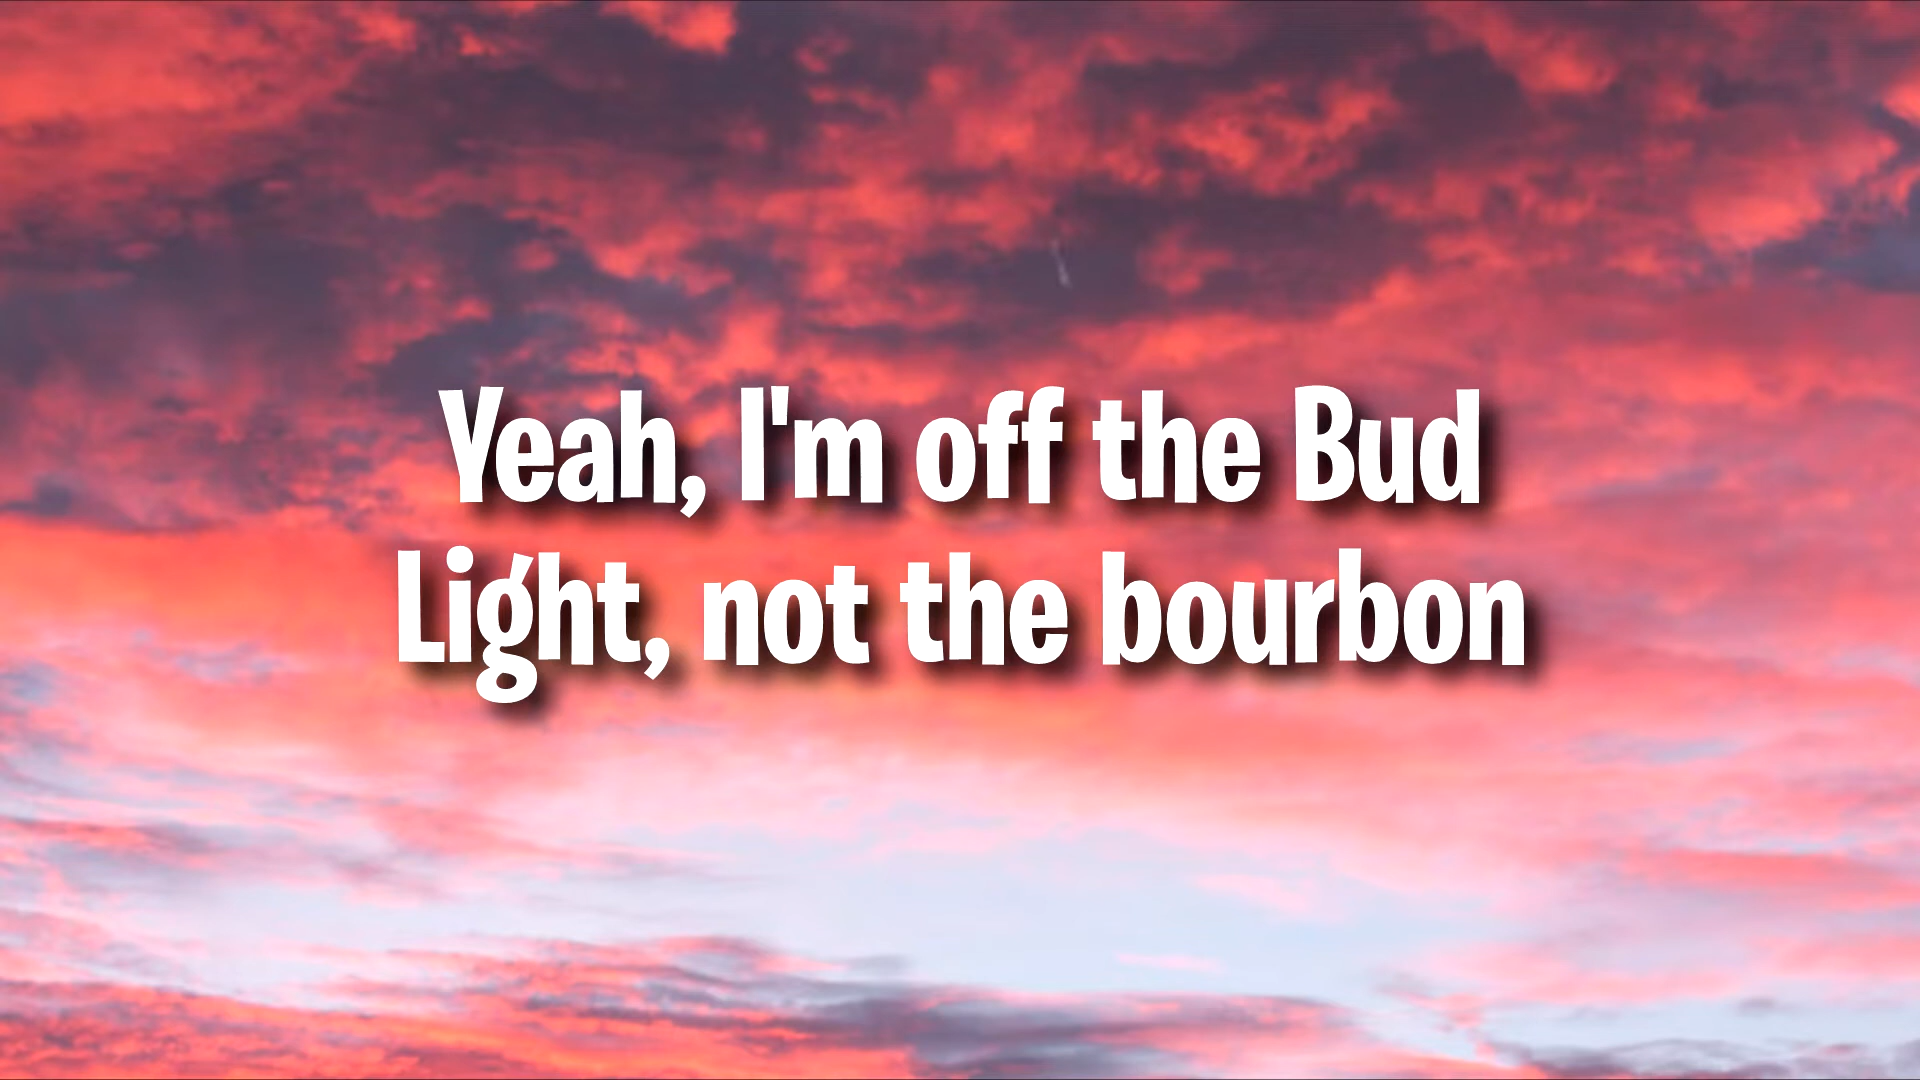 Yeah, I'm off the Bud
Light, not the bourbon